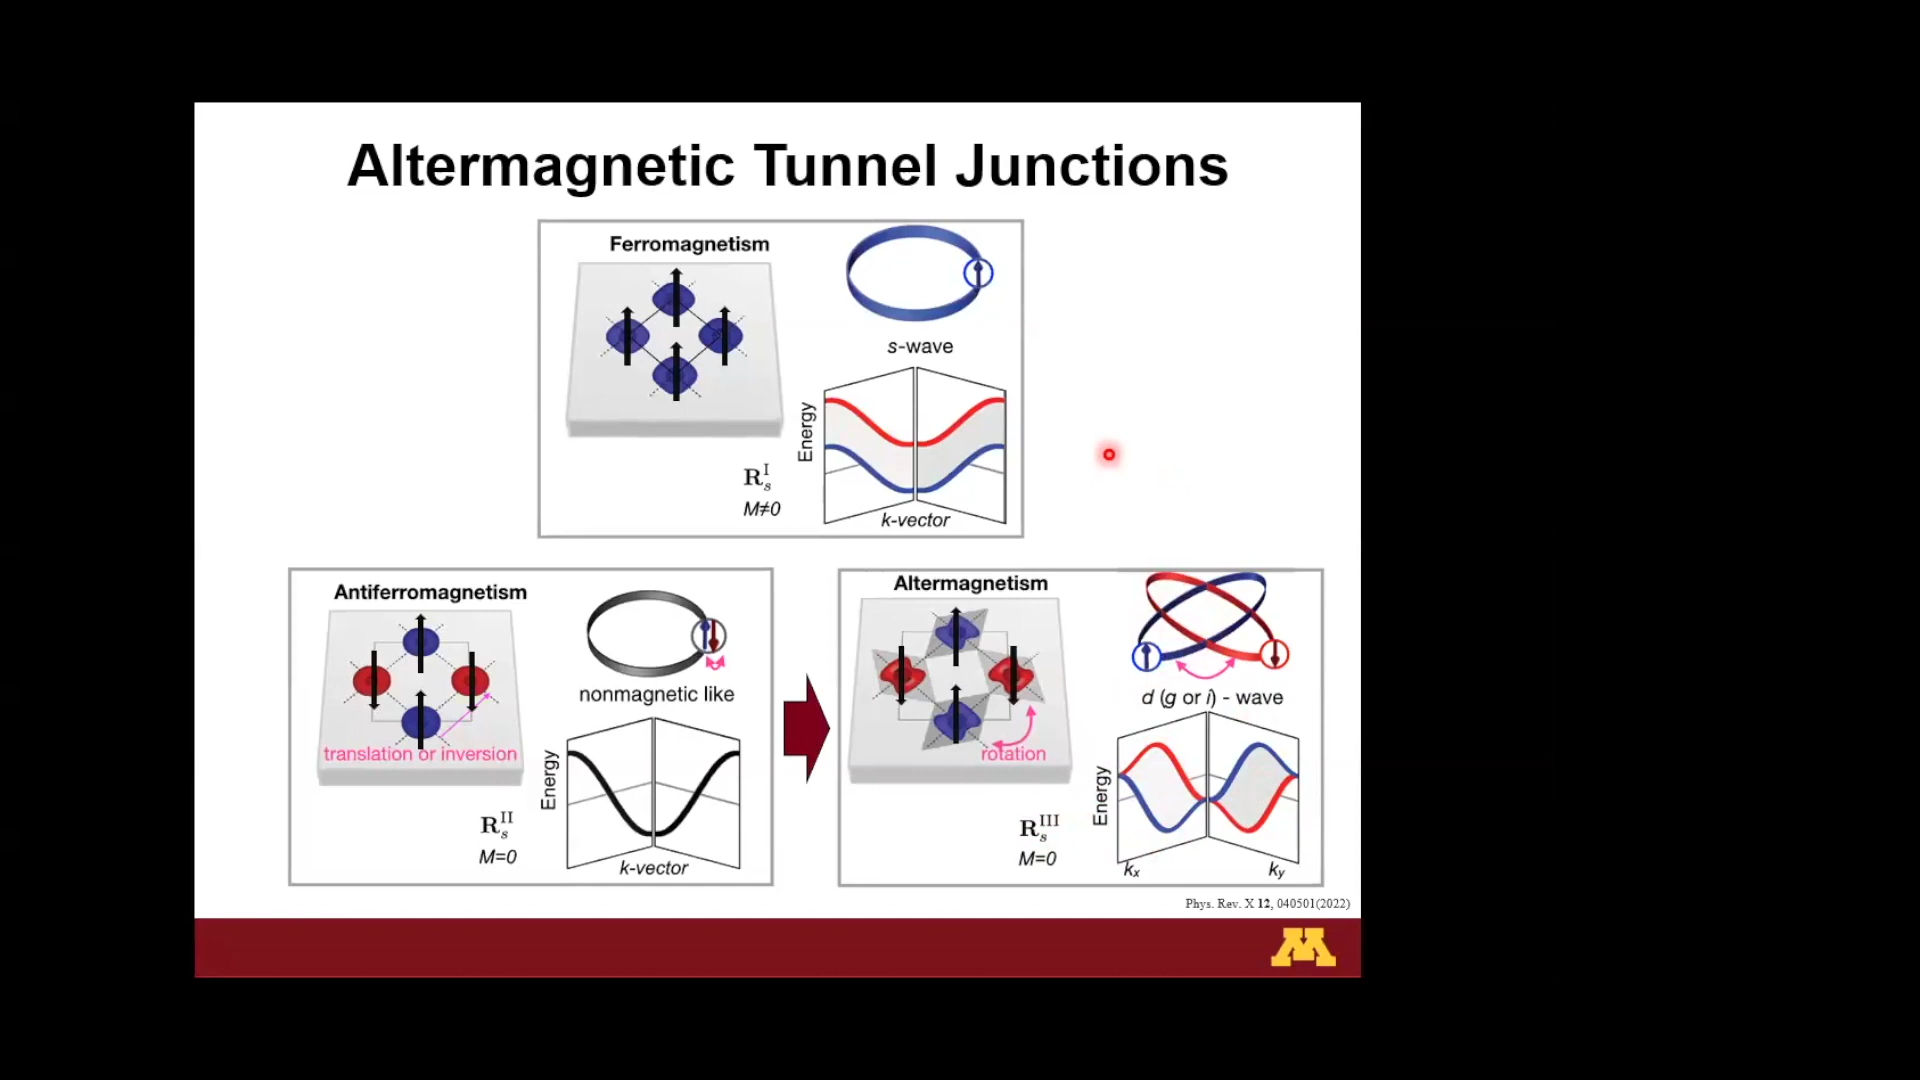 Altermagnetic Tunnel Junctions
Ferromagnetism
s-wave
Energy
k-vector
R_s^I
M≠0
Antiferromagnetism
nonmagnetic like
translation or inversion
Energy
k-vector
R_s^II
M=0
Altermagnetism
d (g or i) - wave
rotation
Energy
k_x
k_y
R_s^III
M=0
Phys. Rev. X 12, 040501(2022)
M